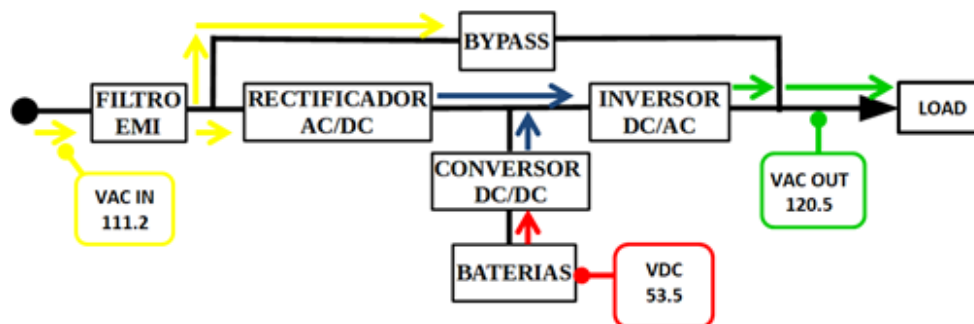 BYPASS
FILTRO
EMI
RECTIFICADOR
AC/DC
INVERSOR
DC/AC
LOAD
CONVERSOR
DC/DC
VAC IN
111.2
VAC OUT
120.5
BATERIAS
VDC
53.5